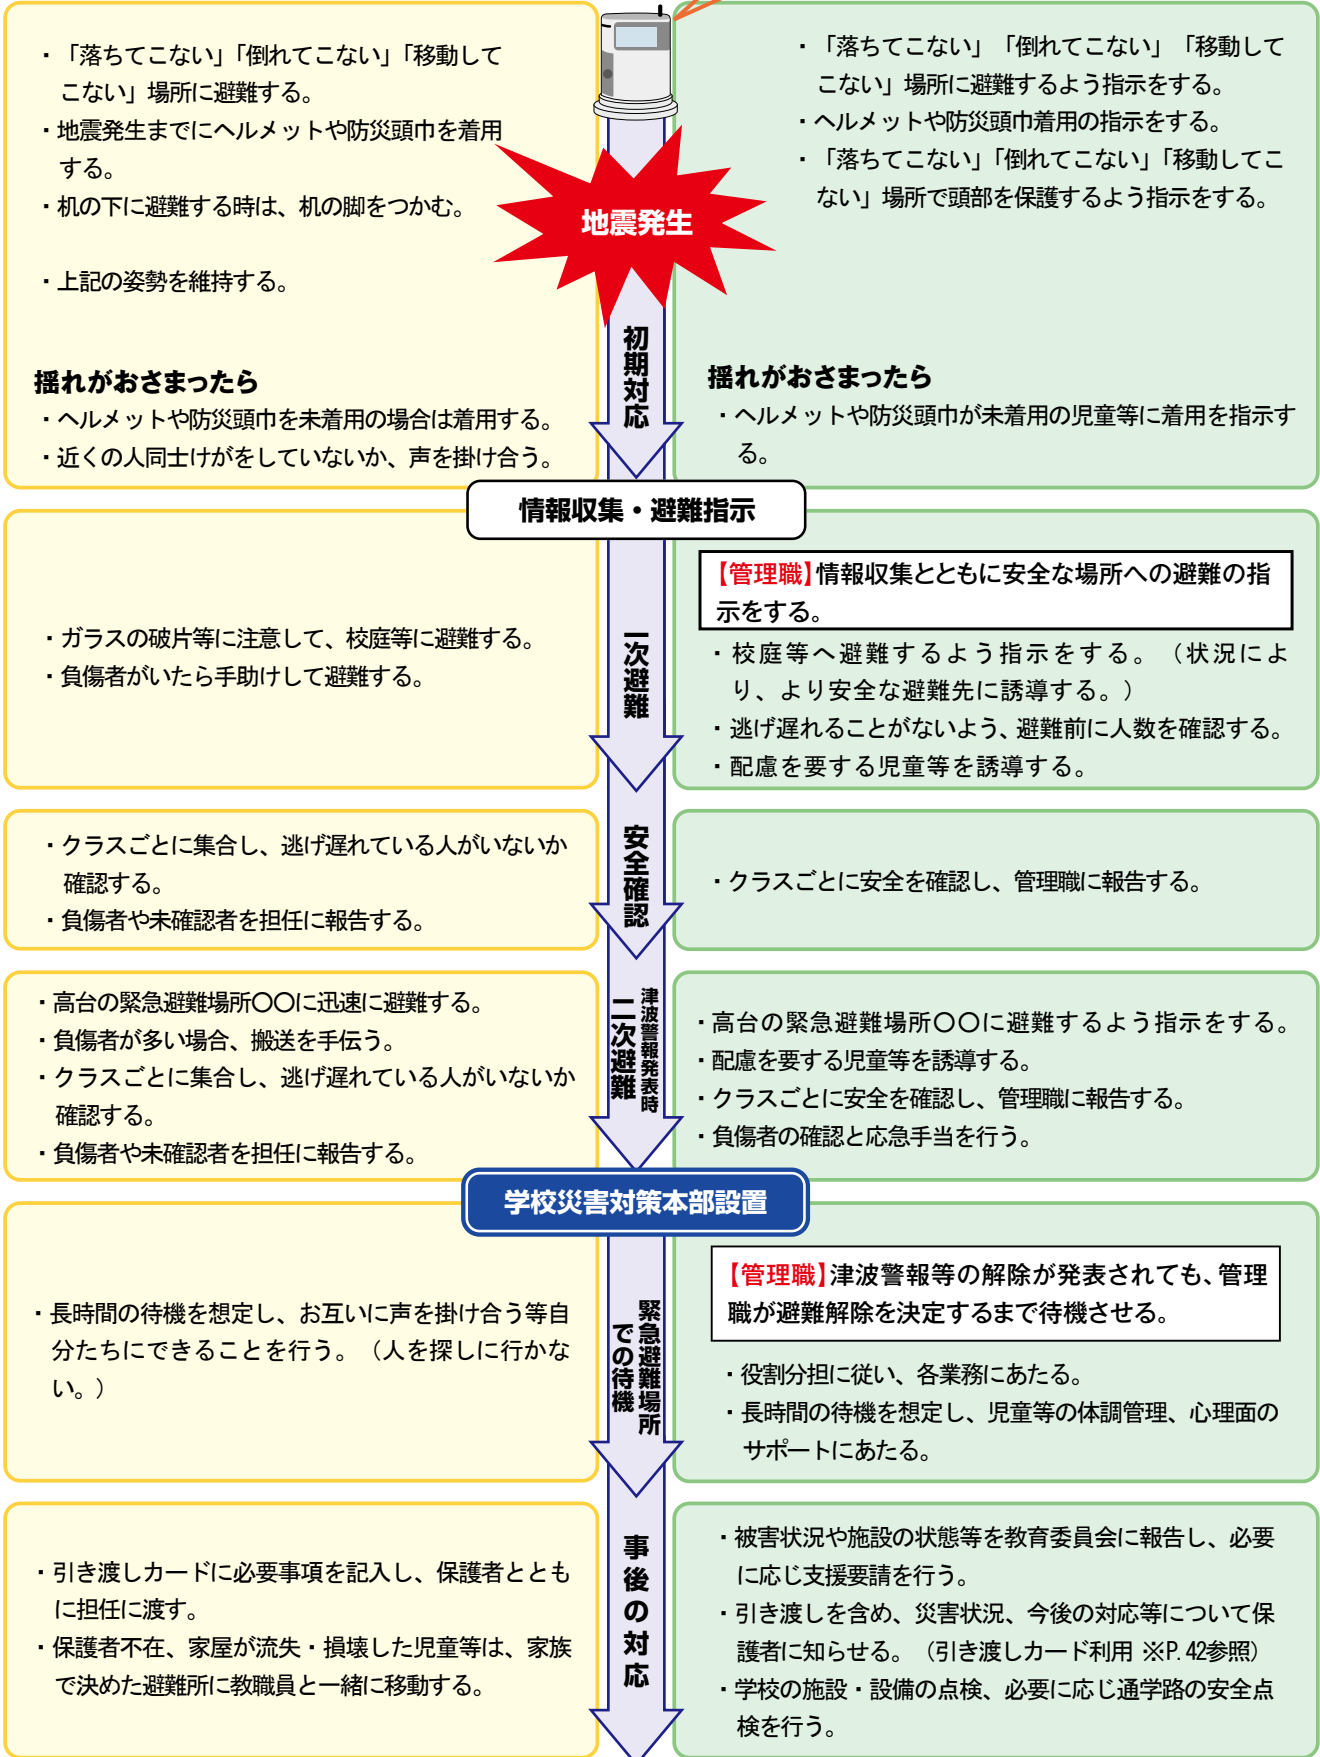 ・「落ちてこない」「倒れてこない」「移動して
こない」場所に避難する。
・地震発生までにヘルメットや防災頭巾を着用
する。
・机の下に避難する時は、机の脚をつかむ。
・上記の姿勢を維持する。
揺れがおさまったら
・ヘルメットや防災頭巾を未着用の場合は着用する。
・近くの人同士けがをしていないか、声を掛け合う。
地震発生
初期対応
・「落ちてこない」「倒れてこない」「移動して
こない」場所に避難するよう指示をする。
・ヘルメットや防災頭巾着用の指示をする。
・「落ちてこない」「倒れてこない」「移動してこ
ない」場所で頭部を保護するよう指示をする。
揺れがおさまったら
・ヘルメットや防災頭巾が未着用の児童等に着用を指示す
る。
情報収集・避難指示
・ガラスの破片等に注意して、校庭等に避難する。
・負傷者がいたら手助けして避難する。
一次避難
【管理職】情報収集とともに安全な場所への避難の指
示をする。
・校庭等へ避難するよう指示をする。（状況によ
り、より安全な避難先に誘導する。）
・逃げ遅れることがないよう、避難前に人数を確認する。
・配慮を要する児童等を誘導する。
・クラスごとに集合し、逃げ遅れている人がいないか
確認する。
・負傷者や未確認者を担任に報告する。
安全確認
・クラスごとに安全を確認し、管理職に報告する。
・高台の緊急避難場所〇〇に迅速に避難する。
・負傷者が多い場合、搬送を手伝う。
・クラスごとに集合し、逃げ遅れている人がいないか
確認する。
・負傷者や未確認者を担任に報告する。
津波警報発表時
二次避難
・高台の緊急避難場所〇〇に避難するよう指示をする。
・配慮を要する児童等を誘導する。
・クラスごとに安全を確認し、管理職に報告する。
・負傷者の確認と応急手当を行う。
学校災害対策本部設置
・長時間の待機を想定し、お互いに声を掛け合う等自
分たちにできることを行う。（人を探しに行かな
い。）
緊急避難場所
での待機
【管理職】津波警報等の解除が発表されても、管理
職が避難解除を決定するまで待機させる。
・役割分担に従い、各業務にあたる。
・長時間の待機を想定し、児童等の体調管理、心理面の
サポートにあたる。
・引き渡しカードに必要事項を記入し、保護者ととも
に担任に渡す。
・保護者不在、家屋が流失・損壊した児童等は、家族
で決めた避難所に教職員と一緒に移動する。
事後の対応
・被害状況や施設の状態等を教育委員会に報告し、必要
に応じ支援要請を行う。
・引き渡しを含め、災害状況、今後の対応等について保
護者に知らせる。（引き渡しカード利用 ※P.42参照）
・学校の施設・設備の点検、必要に応じ通学路の安全点
検を行う。